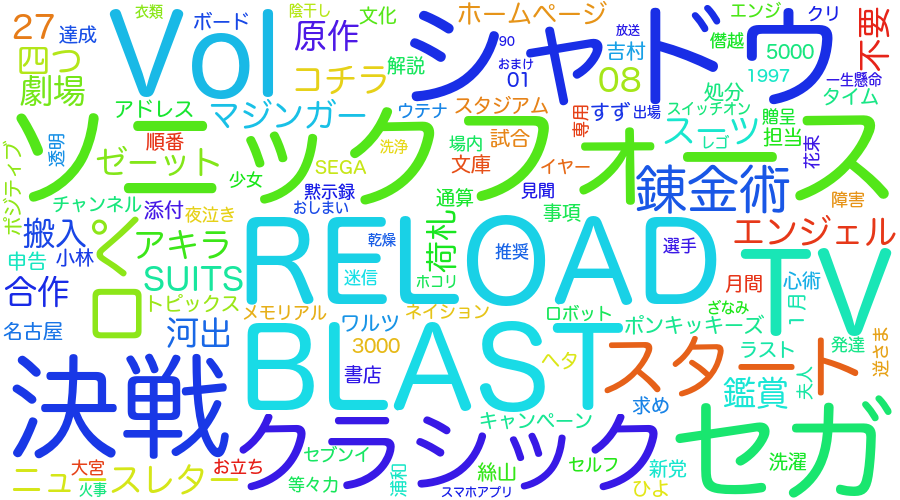 衣類
陰干し
文化
ホームページ
エンジ
クリ
27
達成
Vol
ボード
原作
シャドウ
90
放送
吉村
僭越
5000
不要
四つ
劇場
コチラ
解説
おまけ
01
08
1997
一生懸命
処分
タイム
アドレス
マジンガー
ウテナ
スタジアム
すず
出場
スイッチオン
贈呈
ソニックフォース
透明
順番
洗浄
場内
試合
専用
スーツ
レゴ
担当
花束
ポジティブ
ゼーット
SEGA
文庫
イヤー
少女
黙示録
通算
見聞
錬金術
障害
チャンネル
添付
夜泣き
おしまい
事項
搬入
ぐ
アキラ
乾燥
荷札
推奨
選手
エンジェル
申告
小林
SUITS
RELOAD
迷信
ホコリ
月間
心術
TV
合作
ロ
トピックス
メモリアル
ネイション
ロボット
ざなみ
1月
名古屋
河出
ワルツ
ポンキッキーズ
発達
逆さま
3000
BLAST
スタート
ラスト
決戦
書店
ヘタ
鑑賞
夫人
求め
クラシック
キャンペーン
セガ
大宮
お立ち
セブンイ
絲山
セルフ
新党
洗濯
ニュースレター
火事
等々力
浦和
スマホアプリ
ひよ